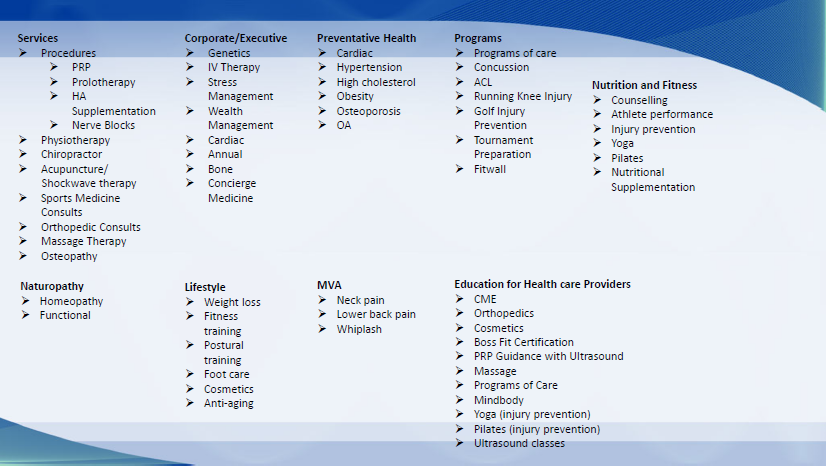 Services
➢ Procedures
➢ PRP
➢ Prolotherapy
➢ HA
Supplementation
➢ Nerve Blocks
➢ Physiotherapy
➢ Chiropractor
➢ Acupuncture/
Shockwave therapy
➢ Sports Medicine
Consults
➢ Orthopedic Consults
➢ Massage Therapy
➢ Osteopathy
Corporate/Executive
➢ Genetics
➢ IV Therapy
➢ Stress
Management
➢ Wealth
Management
➢ Cardiac
➢ Annual
➢ Bone
➢ Concierge
Medicine
Preventative Health
➢ Cardiac
➢ Hypertension
➢ High cholesterol
➢ Obesity
➢ Osteoporosis
➢ OA
Programs
➢ Programs of care
➢ Concussion
➢ ACL
➢ Running Knee Injury
➢ Golf Injury
Prevention
➢ Tournament
Preparation
➢ Fitwall
Nutrition and Fitness
➢ Counselling
➢ Athlete performance
➢ Injury prevention
➢ Yoga
➢ Pilates
➢ Nutritional
Supplementation
Naturopathy
➢ Homeopathy
➢ Functional
Lifestyle
➢ Weight loss
➢ Fitness
training
➢ Postural
training
➢ Foot care
➢ Cosmetics
➢ Anti-aging
MVA
➢ Neck pain
➢ Lower back pain
➢ Whiplash
Education for Health care Providers
➢ CME
➢ Orthopedics
➢ Cosmetics
➢ Boss Fit Certification
➢ PRP Guidance with Ultrasound
➢ Massage
➢ Programs of Care
➢ Mindbody
➢ Yoga (injury prevention)
➢ Pilates (injury prevention)
➢ Ultrasound classes